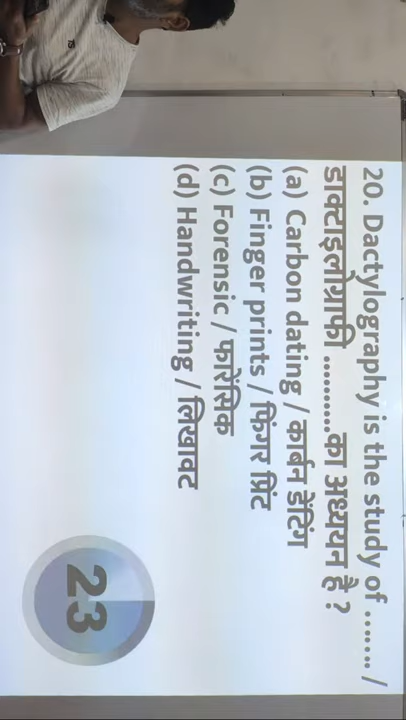 20. Dactylography is the study of ……. /
डाक्टाइलोग्राफी ……….का अध्ययन है ?
(a) Carbon dating / कार्बन डेटिंग
(b) Finger prints / फिंगर प्रिंट
(c) Forensic / फोरेंसिक
(d) Handwriting / लिखावट
23